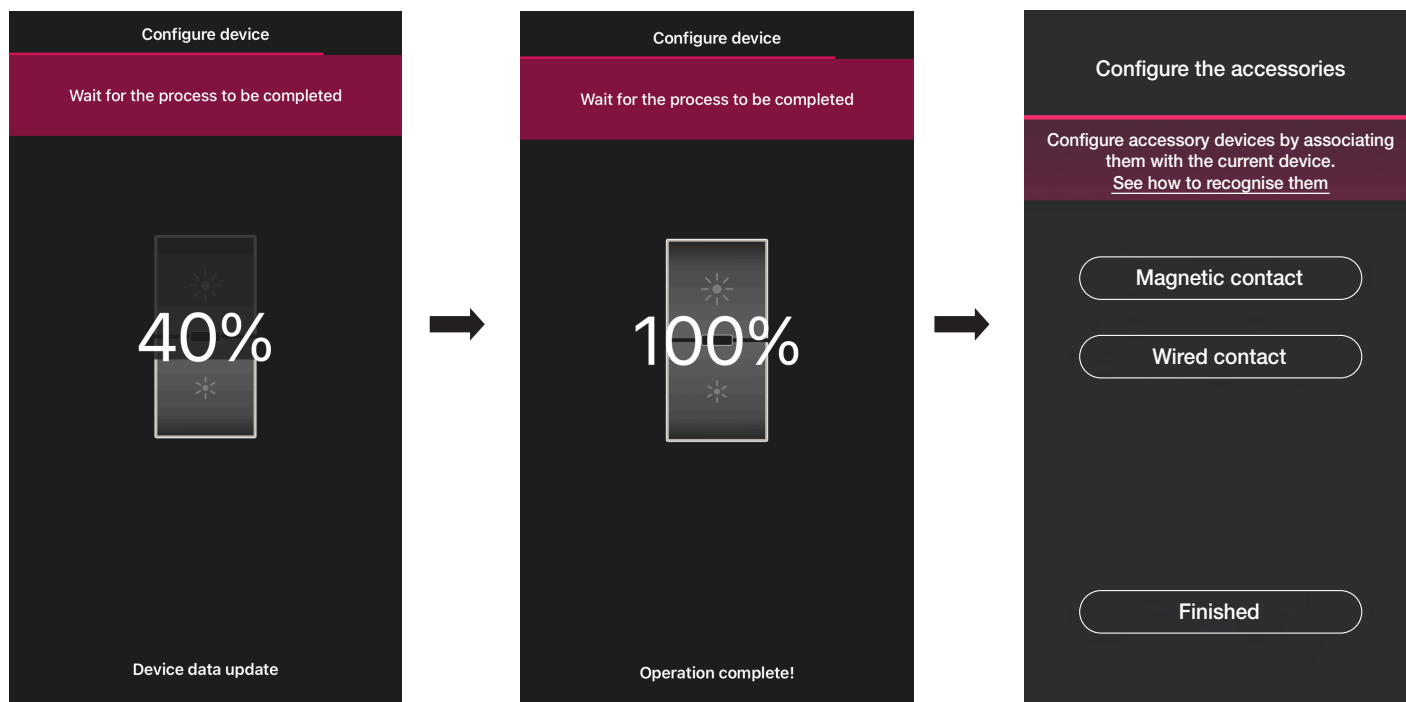 Configure device
Wait for the process to be completed
40%
Device data update
Configure device
Wait for the process to be completed
100%
Operation complete!
Configure the accessories
Configure accessory devices by associating
them with the current device.
See how to recognise them
Magnetic contact
Wired contact
Finished